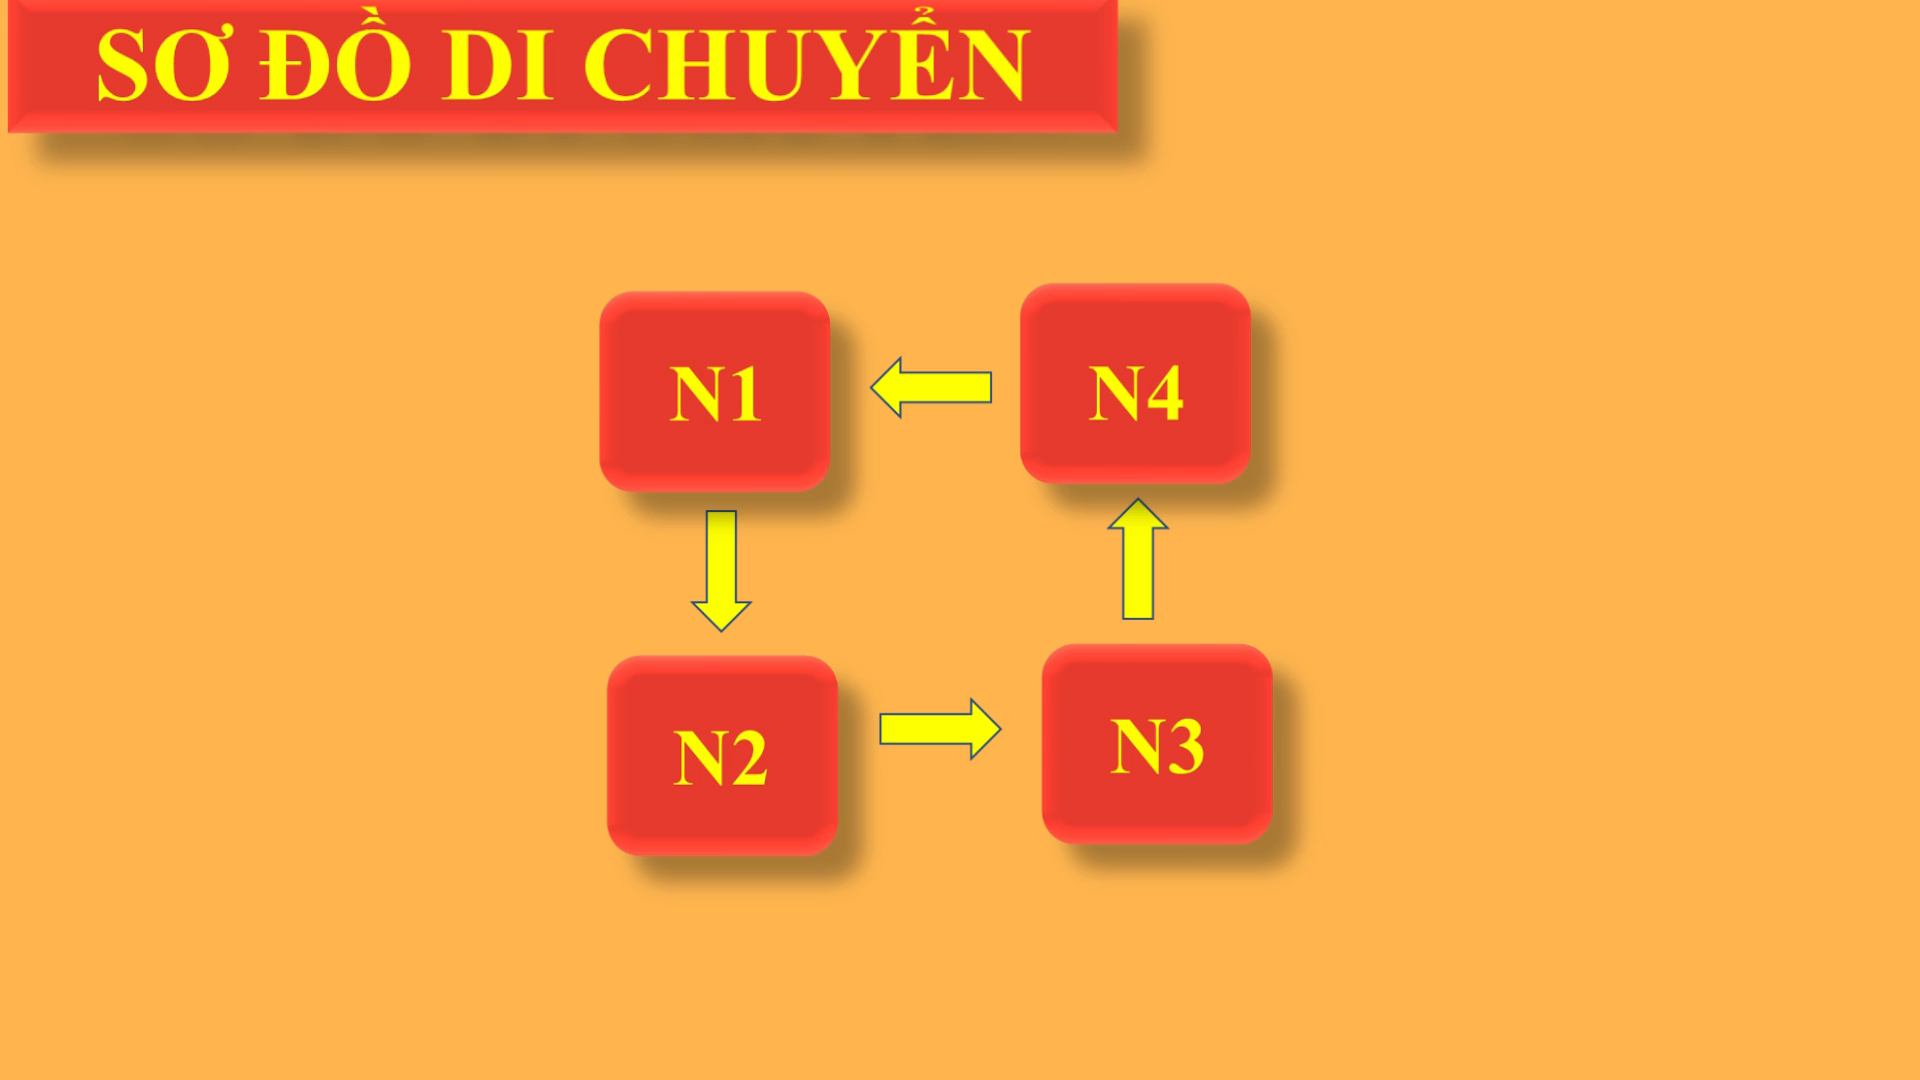 SƠ ĐỒ DI CHUYỂN
N1
N4
N2
N3